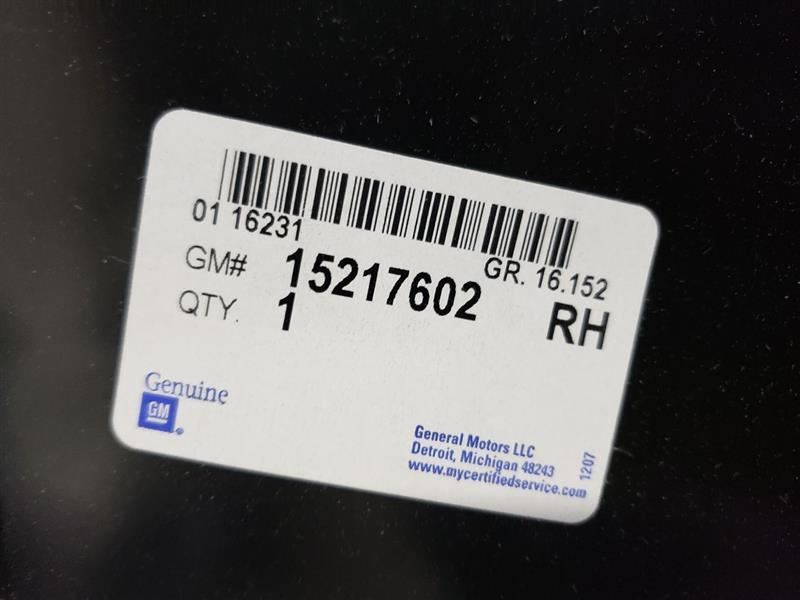 01 16231
GR. 16.152
GM# 15217602
RH
QTY. 1
Genuine
GM
General Motors LLC
Detroit, Michigan 48243
www.mycertifiedservice.com
1207